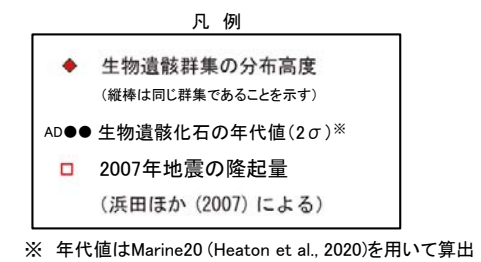 凡 例
生物遺骸群集の分布高度
(縦棒は同じ群集であることを示す)
AD●● 生物遺骸化石の年代値(2σ)※
2007年地震の隆起量
(浜田ほか (2007) による)
※ 年代値はMarine20 (Heaton et al., 2020)を用いて算出